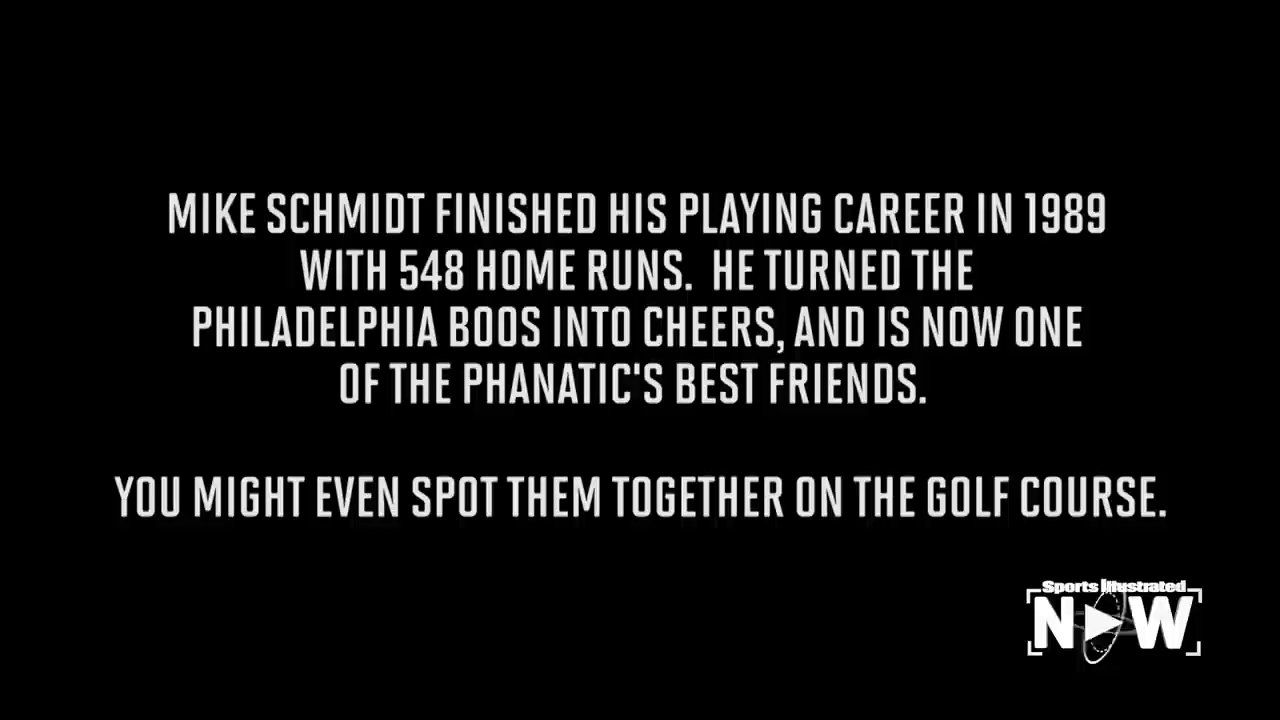 MIKE SCHMIDT FINISHED HIS PLAYING CAREER IN 1989
WITH 548 HOME RUNS. HE TURNED THE
PHILADELPHIA BOOS INTO CHEERS, AND IS NOW ONE
OF THE PHANATIC'S BEST FRIENDS.
YOU MIGHT EVEN SPOT THEM TOGETHER ON THE GOLF COURSE.
Sports Illustrated
NOW